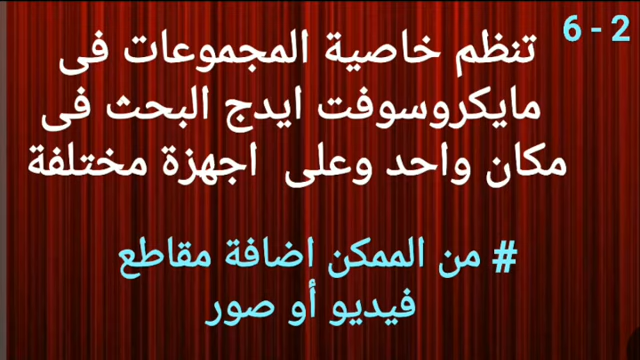 6 - 2
تنظم خاصية المجموعات فى
مايكروسوفت ايدج البحث فى
مكان واحد وعلى اجهزة مختلفة
# من الممكن اضافة مقاطع
فيديو أو صور